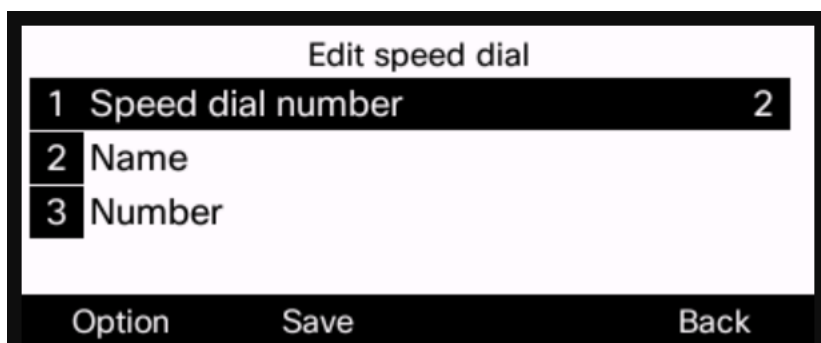 Edit speed dial
1 Speed dial number 2
2 Name
3 Number
Option Save Back